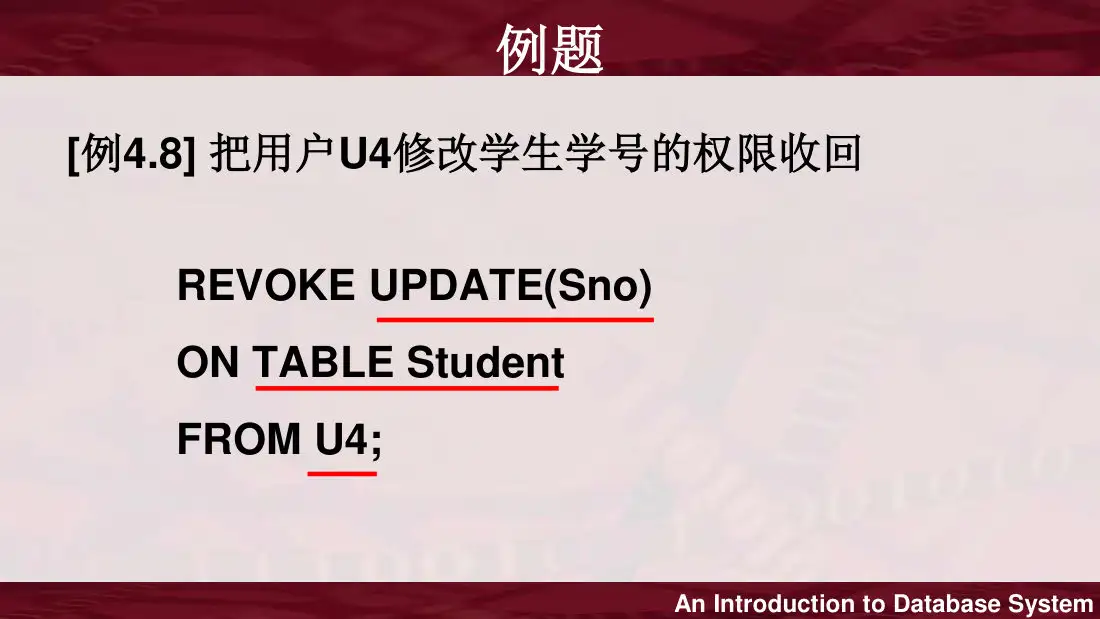 例题
[例4.8] 把用户U4修改学生学号的权限收回
REVOKE UPDATE(Sno)
ON TABLE Student
FROM U4;
An Introduction to Database System